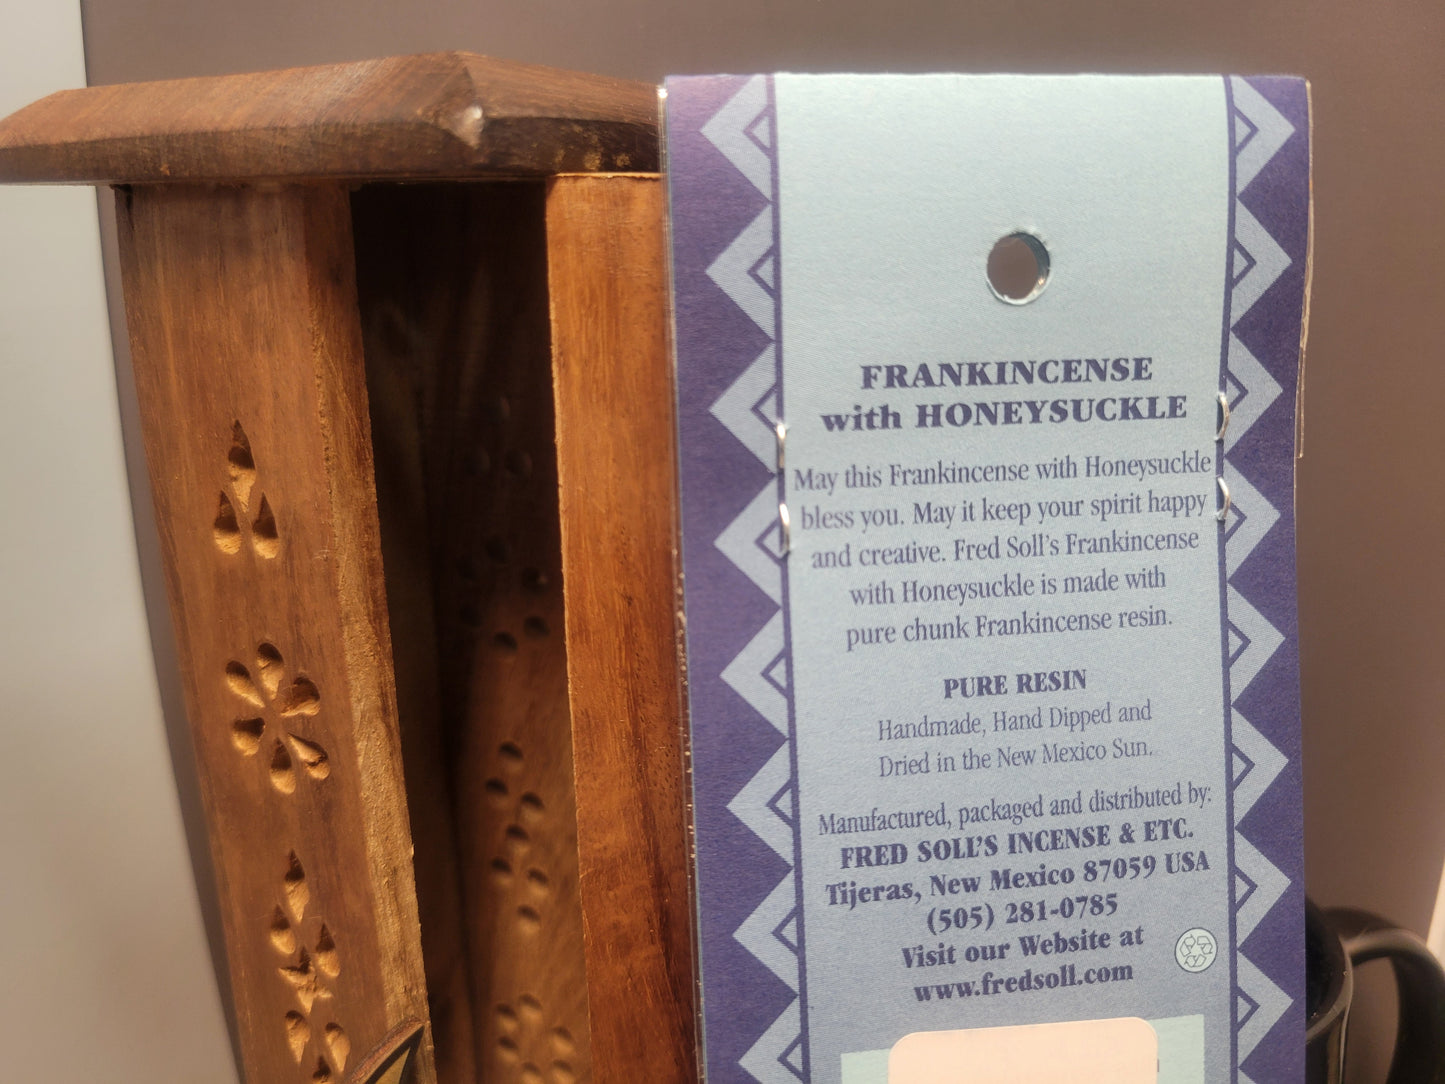 FRANKINCENSE
with HONEYSUCKLE
May this Frankincense with Honeysuckle
bless you. May it keep your spirit happy
and creative. Fred Soll's Frankincense
with Honeysuckle is made with
pure chunk Frankincense resin.
PURE RESIN
Handmade, Hand Dipped and
Dried in the New Mexico Sun.
Manufactured, packaged and distributed by:
FRED SOLL'S INCENSE & ETC.
Tijeras, New Mexico 87059 USA
(505) 281-0785
Visit our Website at
www.fredsoll.com